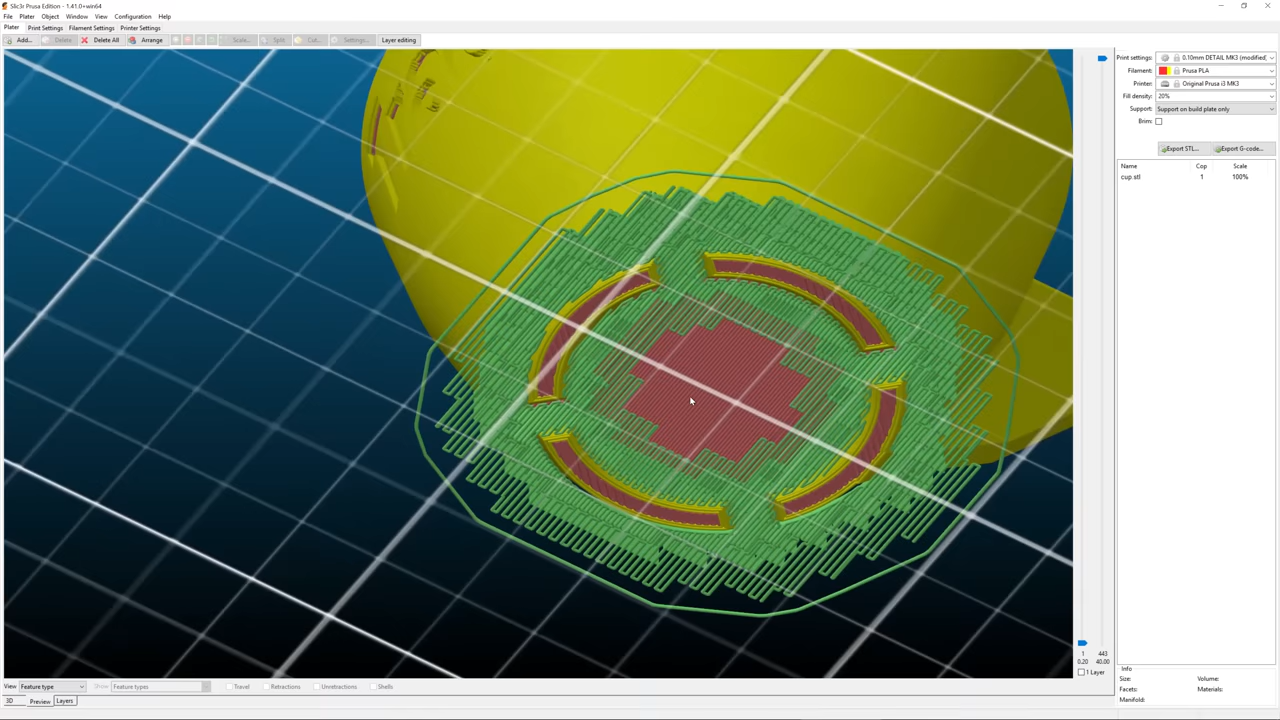 Slic3r Prusa Edition - 1.41.0+win64
File Plater Object Window View Configuration Help
Plater Print Settings Filament Settings Printer Settings
Add... Delete Delete All Arrange Scale... Split Cut... Settings... Layer editing
Print settings: 0.10mm DETAIL MK3 (modified)
Filament: Prusa PLA
Printer: Original Prusa i3 MK3
Fill density: 20%
Support: Support on build plate only
Brim:
Export STL... Export G-code...
Name Cop Scale
cup stl 1 100%
1 443
0.20 40.00
1 Layer
Info
Size: Volume:
Facets: Materials:
Manifold:
View Feature type Show Feature types Travel Retractions Unretractions Shells
3D Preview Layers